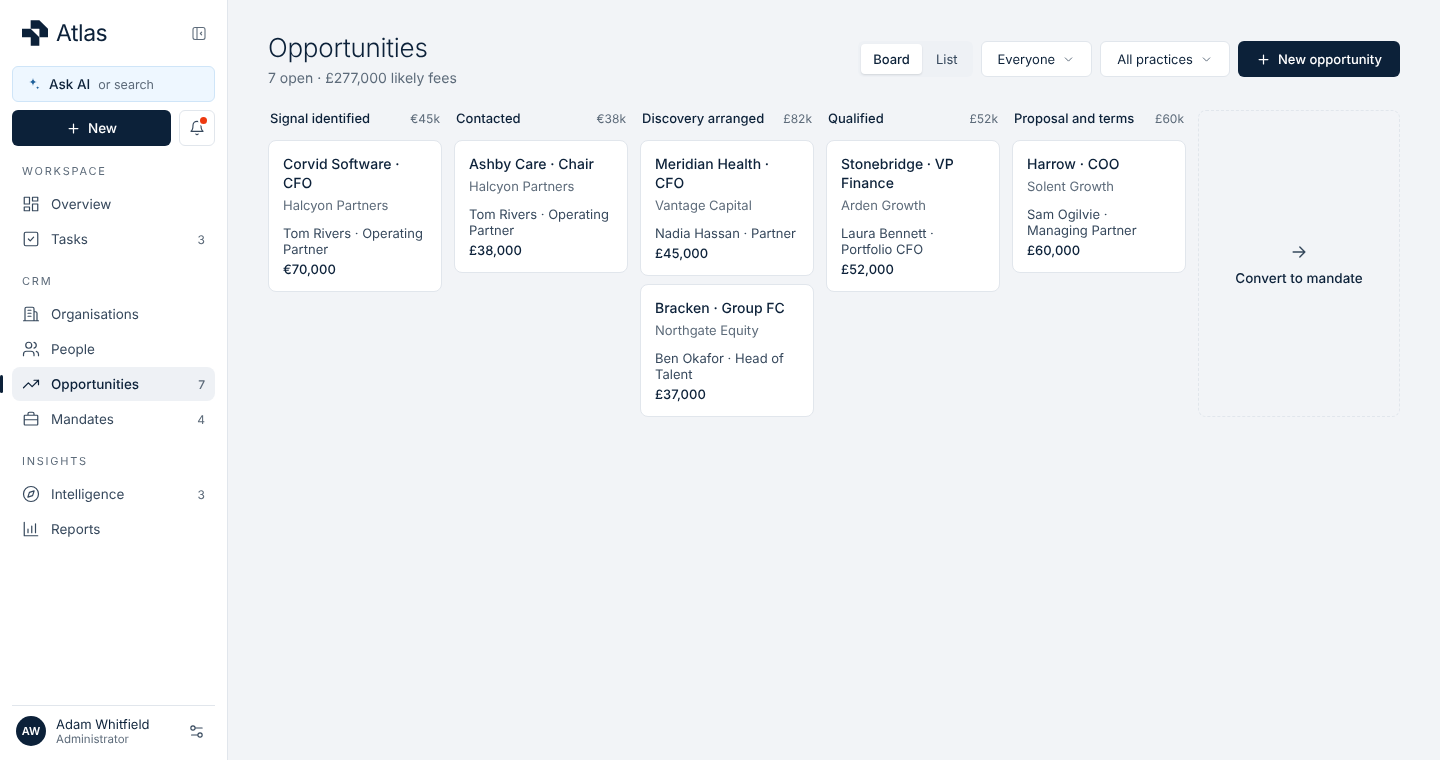 Atlas
Ask AI or search
New
WORKSPACE
Overview
Tasks 3
CRM
Organisations
People
Opportunities 7
Mandates 4
INSIGHTS
Intelligence 3
Reports
AW
Adam Whitfield
Administrator
Opportunities
7 open · £277,000 likely fees
Board
List
Everyone
All practices
New opportunity
Signal identified €45k
Corvid Software ·
CFO
Halcyon Partners
Tom Rivers · Operating
Partner
€70,000
Contacted €38k
Ashby Care · Chair
Halcyon Partners
Tom Rivers · Operating
Partner
£38,000
Discovery arranged £82k
Meridian Health ·
CFO
Vantage Capital
Nadia Hassan · Partner
£45,000
Bracken · Group FC
Northgate Equity
Ben Okafor · Head of
Talent
£37,000
Qualified £52k
Stonebridge · VP
Finance
Arden Growth
Laura Bennett ·
Portfolio CFO
£52,000
Proposal and terms £60k
Harrow · COO
Solent Growth
Sam Ogilvie ·
Managing Partner
£60,000
Convert to mandate